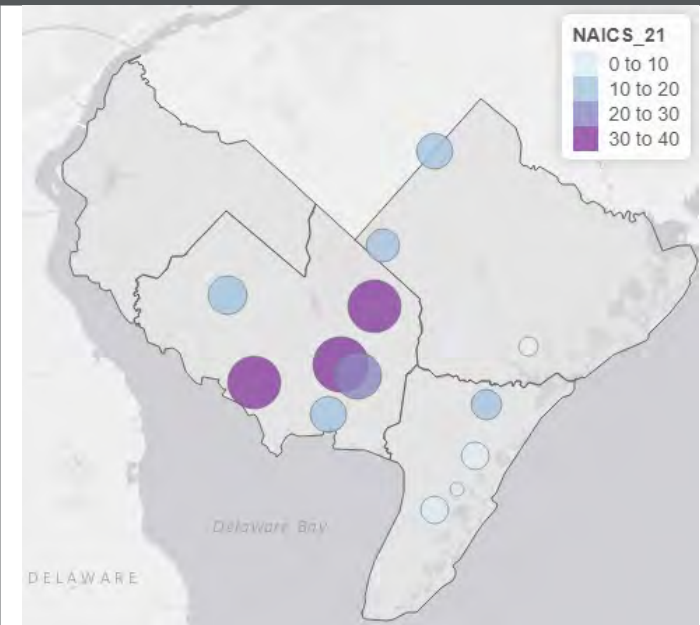 NAICS_21
0 to 10
10 to 20
20 to 30
30 to 40
Delaware Bay
DELAWARE